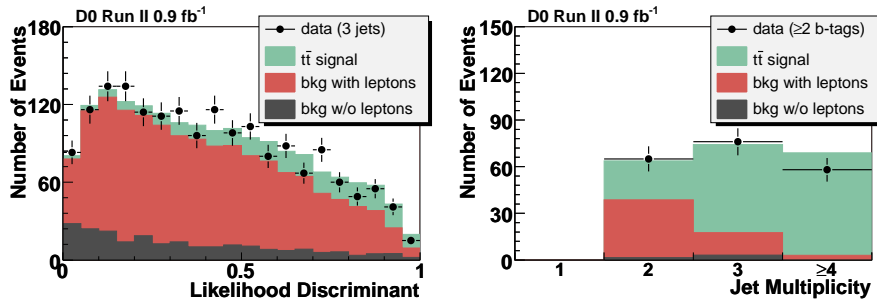 D0 Run II 0.9 fb⁻¹
Number of Events
180
120
60
0
data (3 jets)
tt̄ signal
bkg with leptons
bkg w/o leptons
0 0.5 1
Likelihood Discriminant
D0 Run II 0.9 fb⁻¹
Number of Events
150
120
90
60
30
0
data (≥2 b-tags)
tt̄ signal
bkg with leptons
bkg w/o leptons
1 2 3 ≥4
Jet Multiplicity